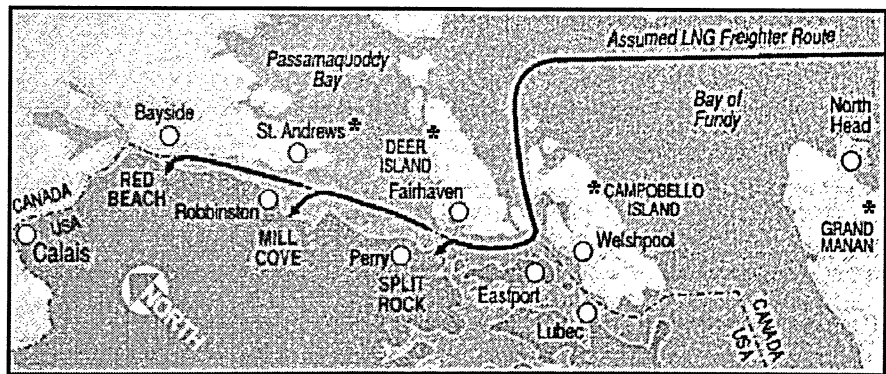 Assumed LNG Freighter Route
Passamaquoddy
Bay
Bay of
Fundy
North
Head
Bayside
St. Andrews *
*
DEER
ISLAND
Fairhaven
* CAMPOBELLO
ISLAND
*
GRAND
MANAN
CANADA
USA
Calais
RED
BEACH
Robbinston
MILL
COVE
Perry
SPLIT
ROCK
Welshpool
Eastport
Lubec
NORTH
CANADA
USA